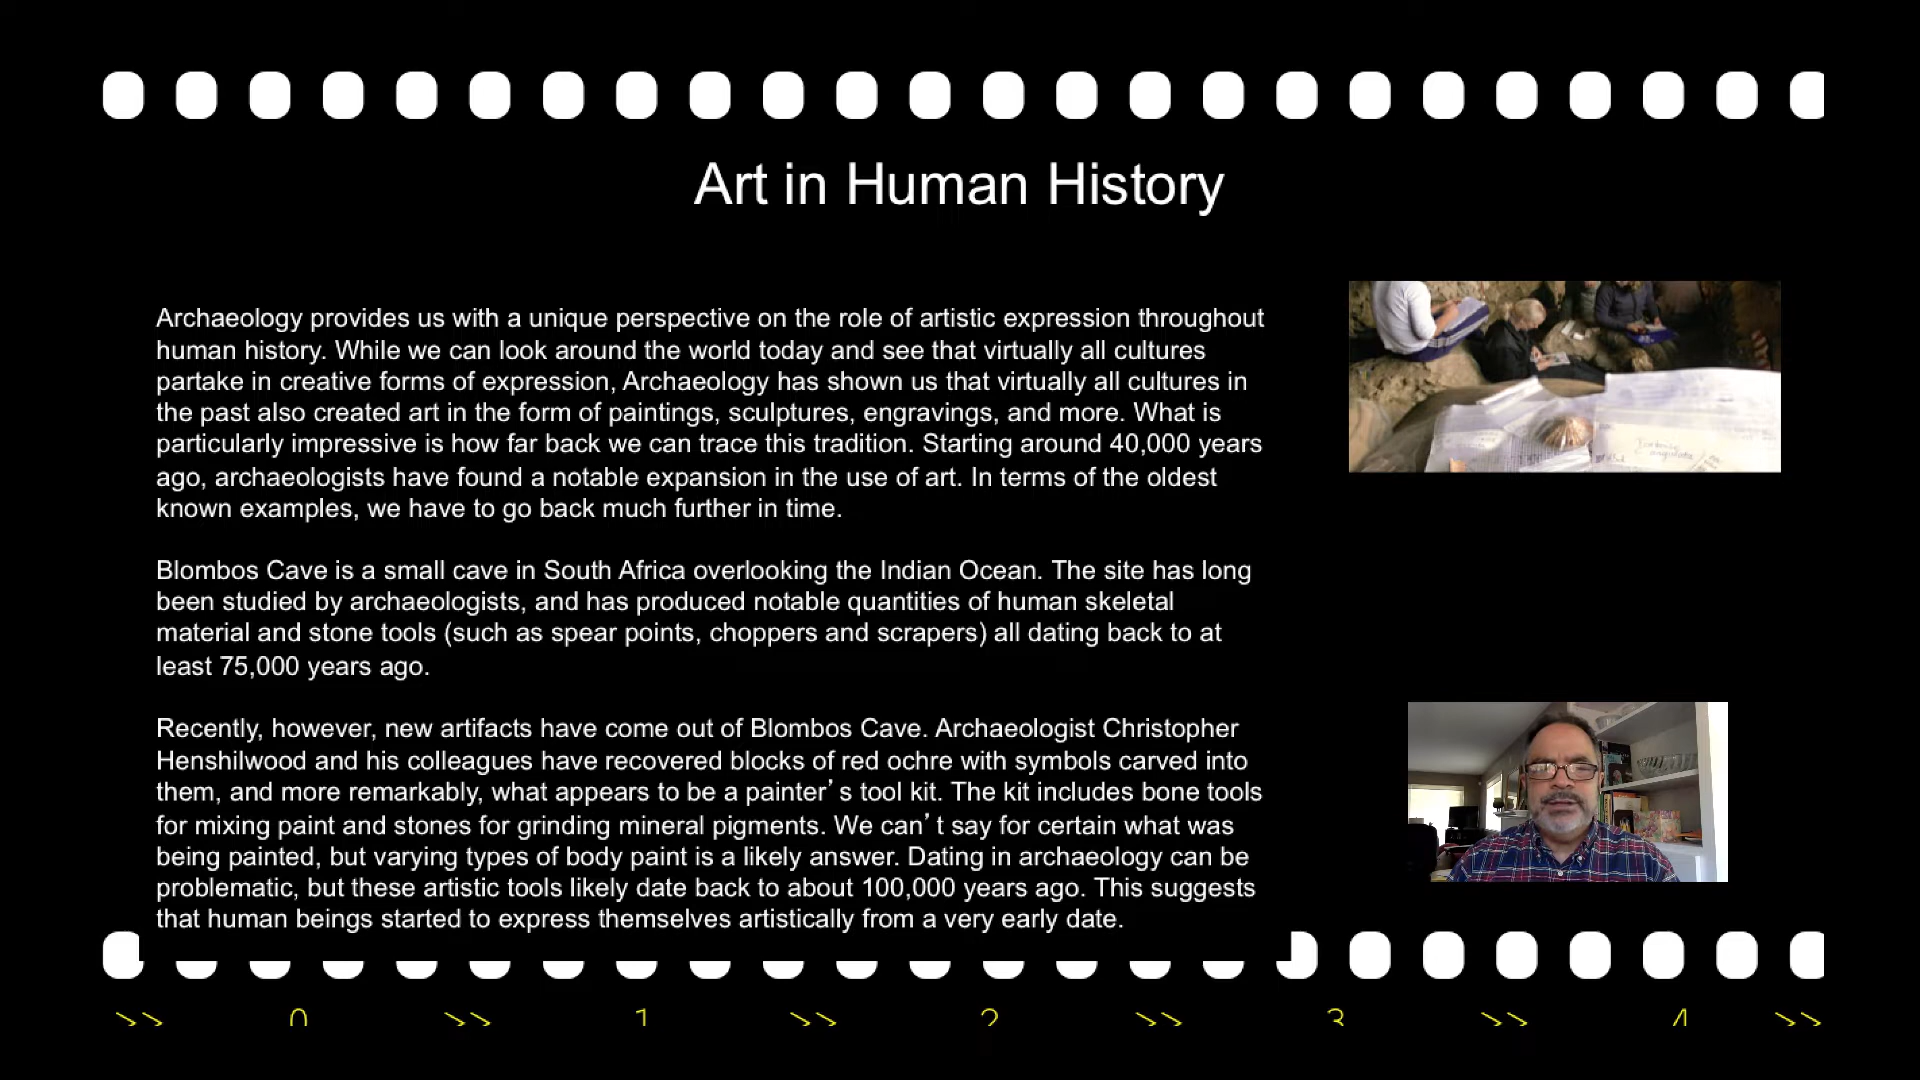 Art in Human History
Archaeology provides us with a unique perspective on the role of artistic expression throughout
human history. While we can look around the world today and see that virtually all cultures
partake in creative forms of expression, Archaeology has shown us that virtually all cultures in
the past also created art in the form of paintings, sculptures, engravings, and more. What is
particularly impressive is how far back we can trace this tradition. Starting around 40,000 years
ago, archaeologists have found a notable expansion in the use of art. In terms of the oldest
known examples, we have to go back much further in time.
Blombos Cave is a small cave in South Africa overlooking the Indian Ocean. The site has long
been studied by archaeologists, and has produced notable quantities of human skeletal
material and stone tools (such as spear points, choppers and scrapers) all dating back to at
least 75,000 years ago.
Recently, however, new artifacts have come out of Blombos Cave. Archaeologist Christopher
Henshilwood and his colleagues have recovered blocks of red ochre with symbols carved into
them, and more remarkably, what appears to be a painter’s tool kit. The kit includes bone tools
for mixing paint and stones for grinding mineral pigments. We can’t say for certain what was
being painted, but varying types of body paint is a likely answer. Dating in archaeology can be
problematic, but these artistic tools likely date back to about 100,000 years ago. This suggests
that human beings started to express themselves artistically from a very early date.
>> 0 >> 1 >> 2 >> 3 >> 4 >>